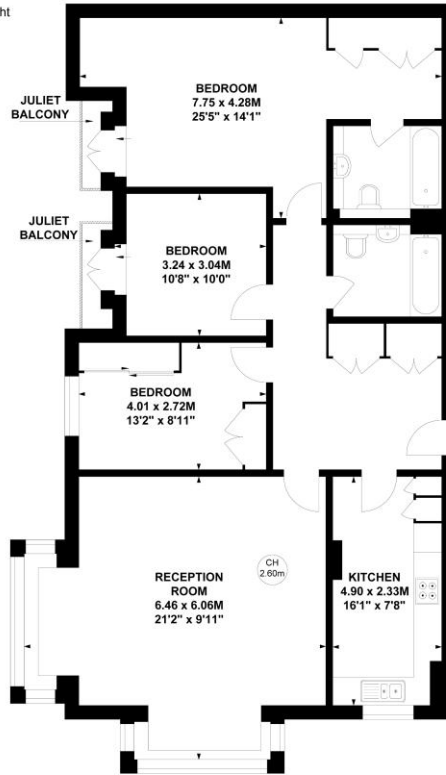 ht
JULIET
BALCONY
BEDROOM
7.75 x 4.28M
25'5" x 14'1"
JULIET
BALCONY
BEDROOM
3.24 x 3.04M
10'8" x 10'0"
BEDROOM
4.01 x 2.72M
13'2" x 8'11"
CH
2.60m
RECEPTION
ROOM
6.46 x 6.06M
21'2" x 9'11"
KITCHEN
4.90 x 2.33M
16'1" x 7'8"